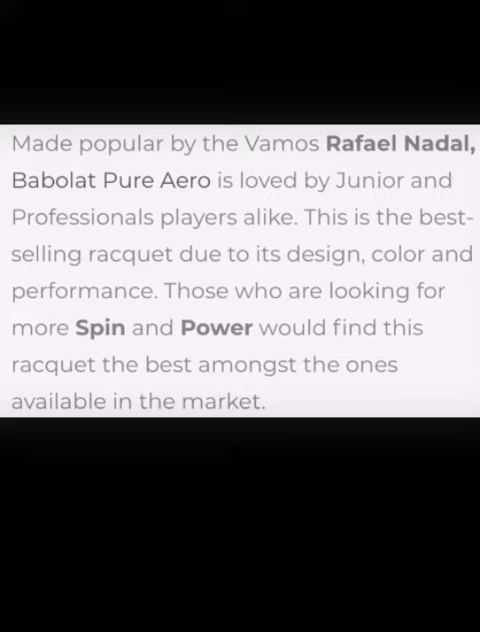 Made popular by the Vamos Rafael Nadal,
Babolat Pure Aero is loved by Junior and
Professionals players alike. This is the best-
selling racquet due to its design, color and
performance. Those who are looking for
more Spin and Power would find this
racquet the best amongst the ones
available in the market.